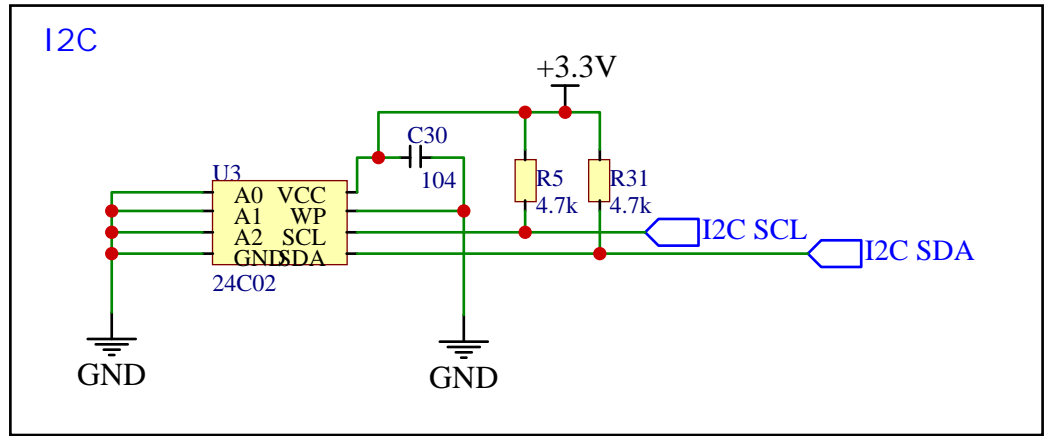 I2C
+3.3V
C30
104
U3
A0 VCC
A1 WP
A2 SCL
GND SDA
24C02
R5
4.7k
R31
4.7k
I2C SCL
I2C SDA
GND
GND